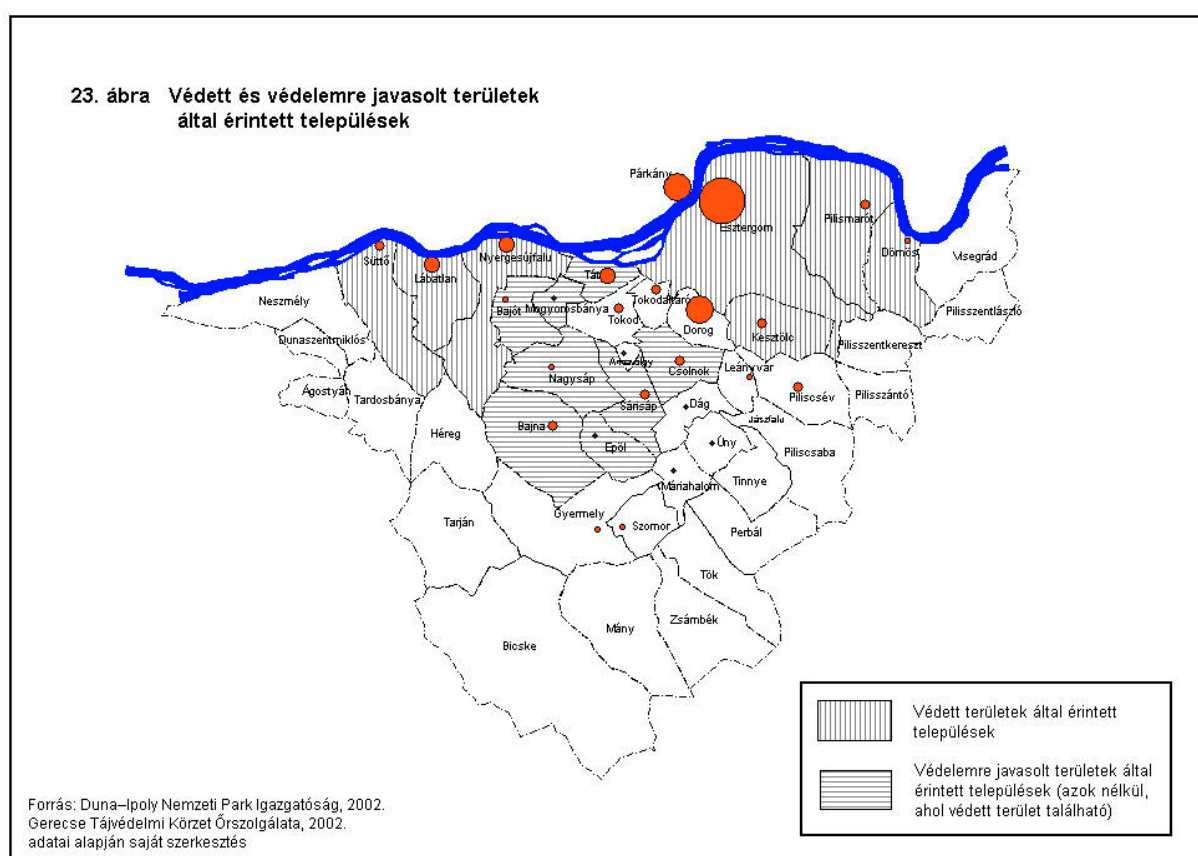 23. ábra Védett és védelemre javasolt területek
által érintett települések
Párkány
Esztergom
Pilismarót
Dömös
Visegrád
Süttő
Lábatlan
Nyergesújfalu
Tát
Neszmély
Bajót
Mogyorósbánya
Tokodaltáró
Tokod
Dorog
Kesztölc
Pilisszentlászló
Dunaszentmiklós
Pilisszentkereszt
Annavölgy
Csolnok
Leányvár
Nagysáp
Ágostyán
Tardosbánya
Piliscsév
Pilisszántó
Sárisáp
Dág
Jászfalu
Bajna
Héreg
Epöl
Úny
Piliscsaba
Máriahalom
Tinnye
Gyermely
Szomor
Tarján
Perbál
Tök
Zsámbék
Mány
Bicske
Védett területek által érintett
települések
Védelemre javasolt területek által
érintett települések (azok nélkül,
ahol védett terület található)
Forrás: Duna–Ipoly Nemzeti Park Igazgatóság, 2002.
Gerecse Tájvédelmi Körzet Őrszolgálata, 2002.
adatai alapján saját szerkesztés